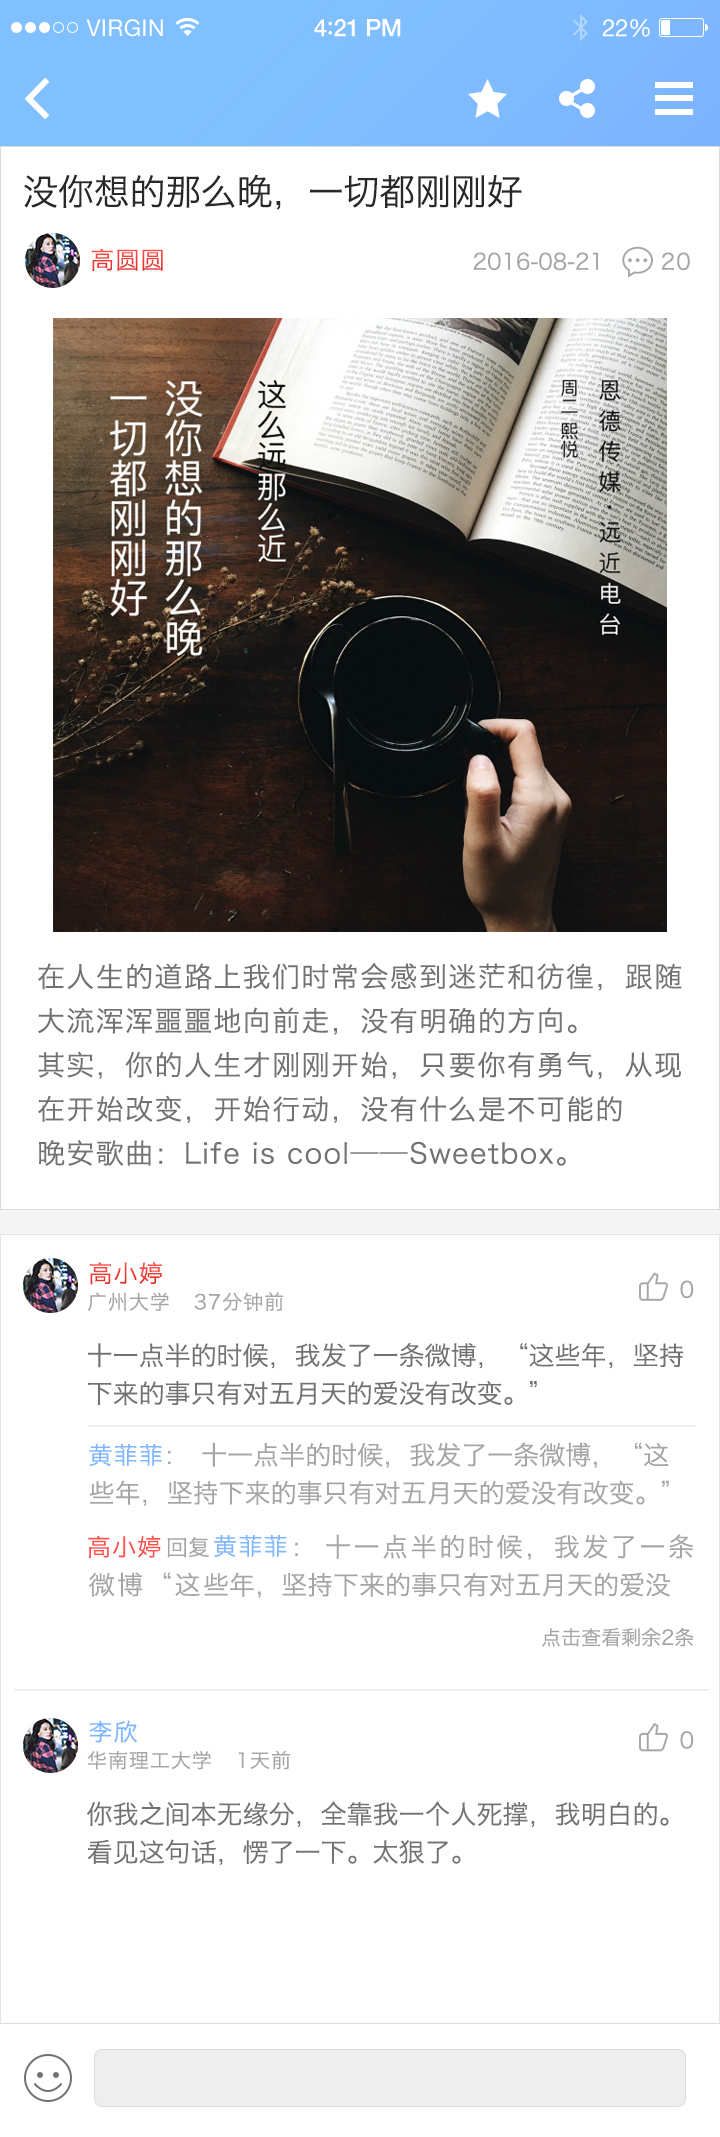 VIRGIN 4:21 PM 22%
没你想的那么晚，一切都刚刚好
高圆圆 2016-08-21 20
恩德传媒·远近电台
周二 熙悦
这么远那么近
没你想的那么晚
一切都刚刚好
在人生的道路上我们时常会感到迷茫和彷徨，跟随
大流浑浑噩噩地向前走，没有明确的方向。
其实，你的人生才刚刚开始，只要你有勇气，从现
在开始改变，开始行动，没有什么是不可能的
晚安歌曲：Life is cool——Sweetbox。
高小婷
广州大学 37分钟前 0
十一点半的时候，我发了一条微博，“这些年，坚持
下来的事只有对五月天的爱没有改变。”
黄菲菲： 十一点半的时候，我发了一条微博，“这
些年，坚持下来的事只有对五月天的爱没有改变。”
高小婷 回复 黄菲菲： 十一点半的时候，我发了一条
微博“这些年，坚持下来的事只有对五月天的爱没
点击查看剩余2条
李欣
华南理工大学 1天前 0
你我之间本无缘分，全靠我一个人死撑，我明白的。
看见这句话，愣了一下。太狠了。